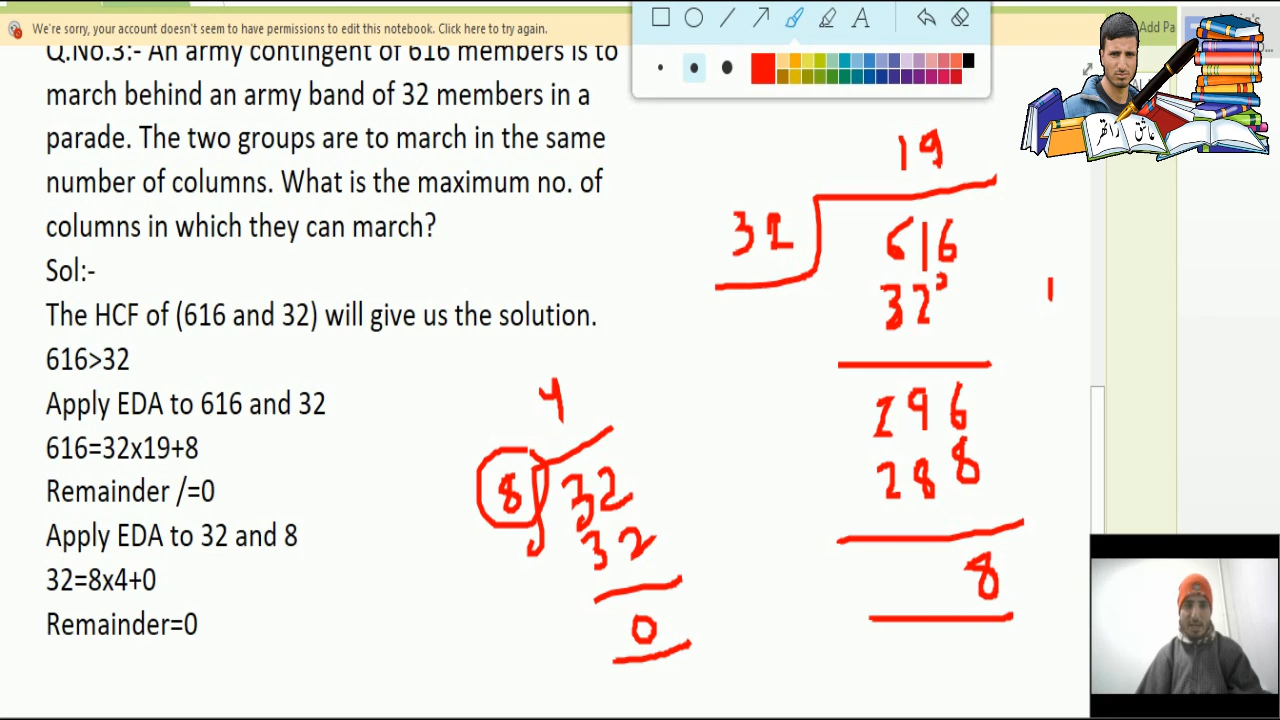 We're sorry, your account doesn't seem to have permissions to edit this notebook. Click here to try again.
Add Pa
A
Q.No.3:- An army contingent of 616 members is to
march behind an army band of 32 members in a
parade. The two groups are to march in the same
number of columns. What is the maximum no. of
columns in which they can march?
Sol:-
The HCF of (616 and 32) will give us the solution.
616>32
Apply EDA to 616 and 32
616=32x19+8
Remainder /=0
Apply EDA to 32 and 8
32=8x4+0
Remainder=0
19
32 616
32
296
288
8
4
8 32
32
0
عاشق راتھر